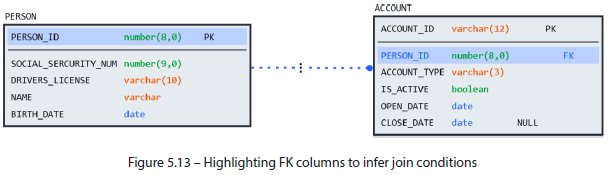 PERSON
PERSON_ID number(8,0) PK
SOCIAL_SERCURITY_NUM number(9,0)
DRIVERS_LICENSE varchar(10)
NAME varchar
BIRTH_DATE date
ACCOUNT
ACCOUNT_ID varchar(12) PK
PERSON_ID number(8,0) FK
ACCOUNT_TYPE varchar(3)
IS_ACTIVE boolean
OPEN_DATE date
CLOSE_DATE date NULL
Figure 5.13 – Highlighting FK columns to infer join conditions